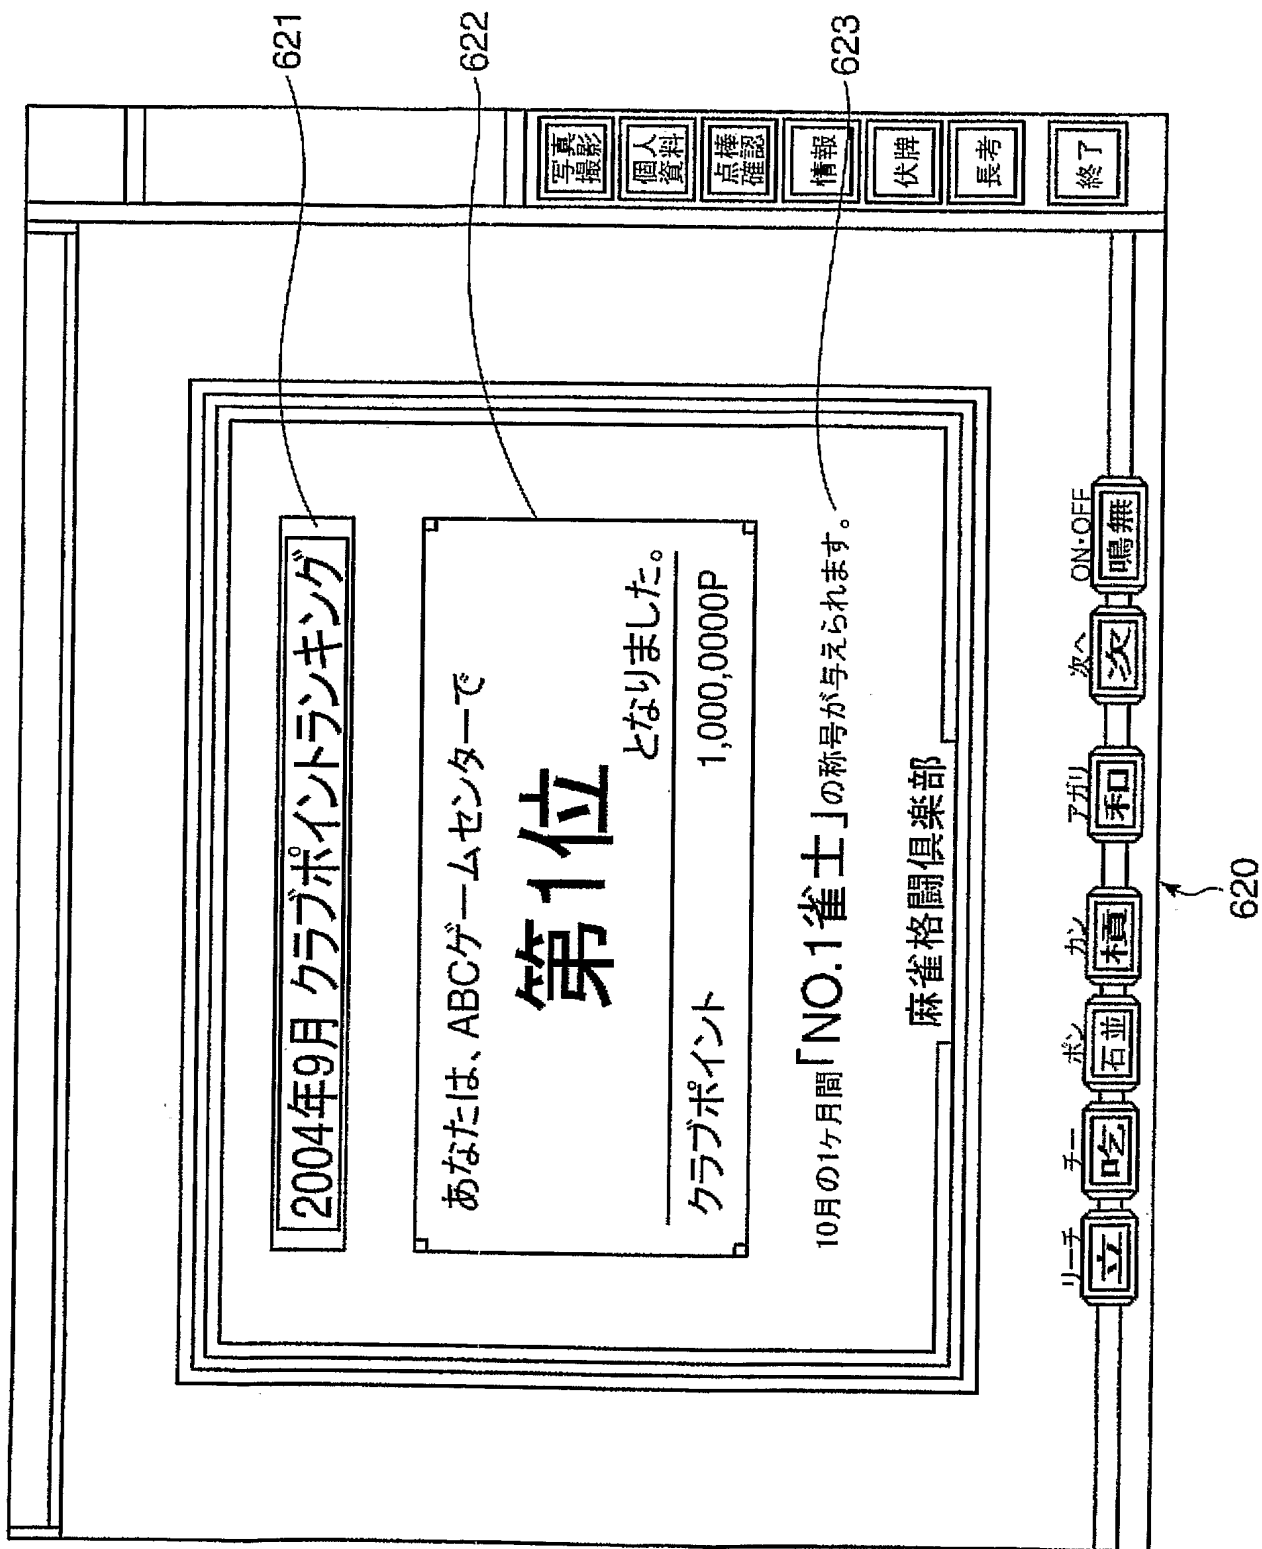 621
622
623
2004年9月 クラブポイントランキング
あなたは、ABCゲームセンターで
第1位
となりました。
クラブポイント 1,000,0000P
10月の1ヶ月間「NO.1雀士」の称号が与えられます。
麻雀格闘倶楽部
写真
撮影
個人
資料
点棒
確認
情報
伏牌
長考
終了
リーチ チー ポン カン アガリ 次へ ON・OFF
立 吃 石並 槓 和 次 鳴無
620